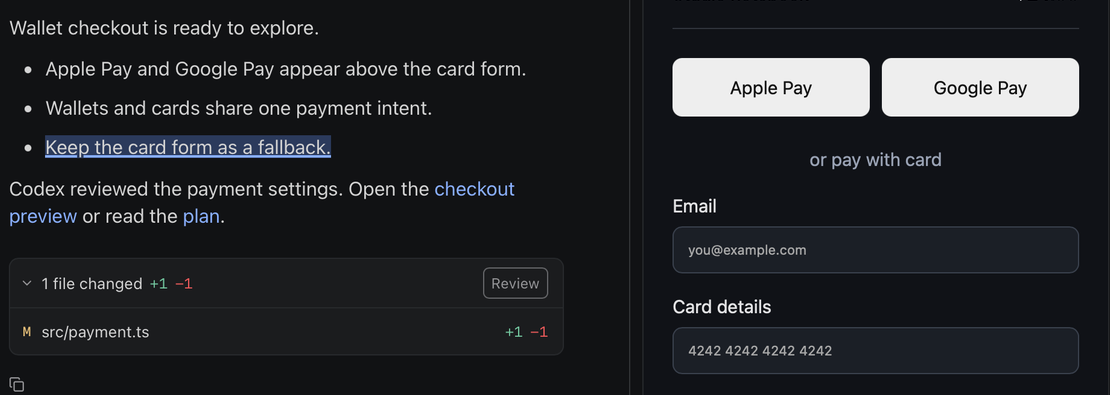 Wallet checkout is ready to explore.
Apple Pay and Google Pay appear above the card form.
Wallets and cards share one payment intent.
Keep the card form as a fallback.
Codex reviewed the payment settings. Open the checkout
preview or read the plan.
1 file changed +1 −1
Review
M src/payment.ts +1 −1
Apple Pay
Google Pay
or pay with card
Email
you@example.com
Card details
4242 4242 4242 4242